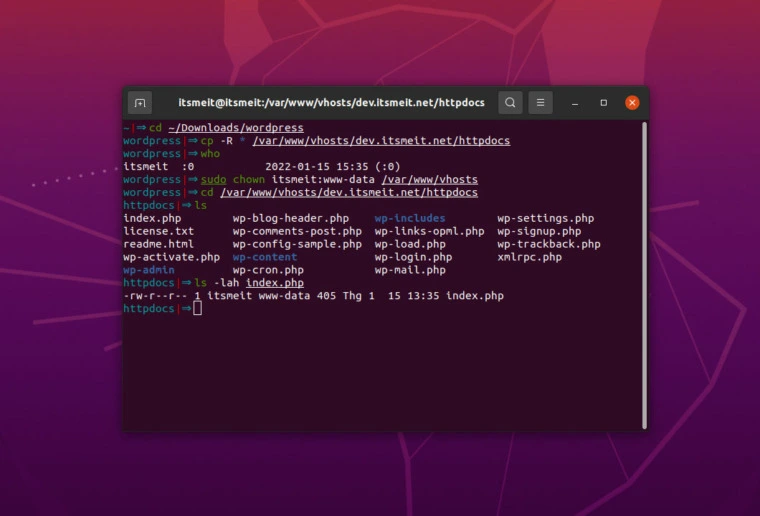 itsmeit@itsmeit:/var/www/vhosts/dev.itsmeit.net/httpdocs
~|⇒ cd ~/Downloads/wordpress
wordpress|⇒ cp -R * /var/www/vhosts/dev.itsmeit.net/httpdocs
wordpress|⇒ who
itsmeit  :0           2022-01-15 15:35 (:0)
wordpress|⇒ sudo chown itsmeit:www-data /var/www/vhosts
wordpress|⇒ cd /var/www/vhosts/dev.itsmeit.net/httpdocs
httpdocs|⇒ ls
index.php        wp-blog-header.php    wp-includes        wp-settings.php
license.txt      wp-comments-post.php  wp-links-opml.php  wp-signup.php
readme.html      wp-config-sample.php  wp-load.php        wp-trackback.php
wp-activate.php  wp-content            wp-login.php       xmlrpc.php
wp-admin         wp-cron.php           wp-mail.php
httpdocs|⇒ ls -lah index.php
-rw-r--r-- 1 itsmeit www-data 405 Thg 1  15 13:35 index.php
httpdocs|⇒